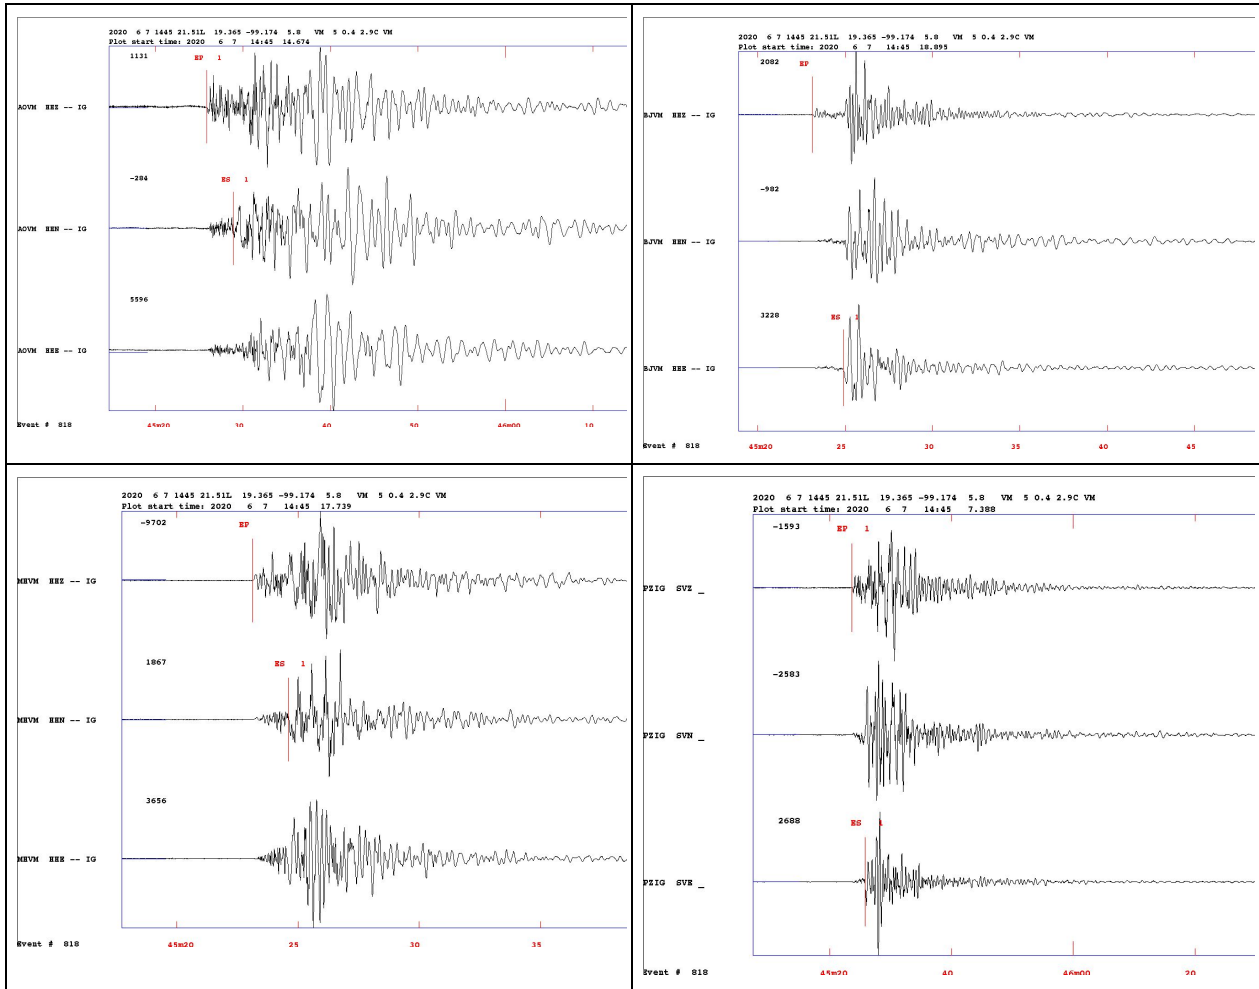 2020 6 7 1445 21.51L 19.365 -99.174 5.8 VM 5 0.4 2.9C VM
Plot start time: 2020 6 7 14:45 14.674
1131
EP 1
AOVM HHZ -- IG
-284
ES 1
AOVM HHN -- IG
5596
AOVM HHE -- IG
Event # 818
45m20 30 40 50 46m00 10
2020 6 7 1445 21.51L 19.365 -99.174 5.8 VM 5 0.4 2.9C VM
Plot start time: 2020 6 7 14:45 18.895
2082
EP
BJVM HHZ -- IG
-982
BJVM HHN -- IG
3228
ES 1
BJVM HHE -- IG
Event # 818
45m20 25 30 35 40 45
2020 6 7 1445 21.51L 19.365 -99.174 5.8 VM 5 0.4 2.9C VM
Plot start time: 2020 6 7 14:45 17.739
-9702
EP
MHVM HHZ -- IG
1867
ES 1
MHVM HHN -- IG
3656
MHVM HHE -- IG
Event # 818
45m20 25 30 35
2020 6 7 1445 21.51L 19.365 -99.174 5.8 VM 5 0.4 2.9C VM
Plot start time: 2020 6 7 14:45 7.388
-1593
EP 1
PZIG SVZ _
-2583
PZIG SVN _
2688
ES 1
PZIG SVE _
Event # 818
45m20 40 46m00 20